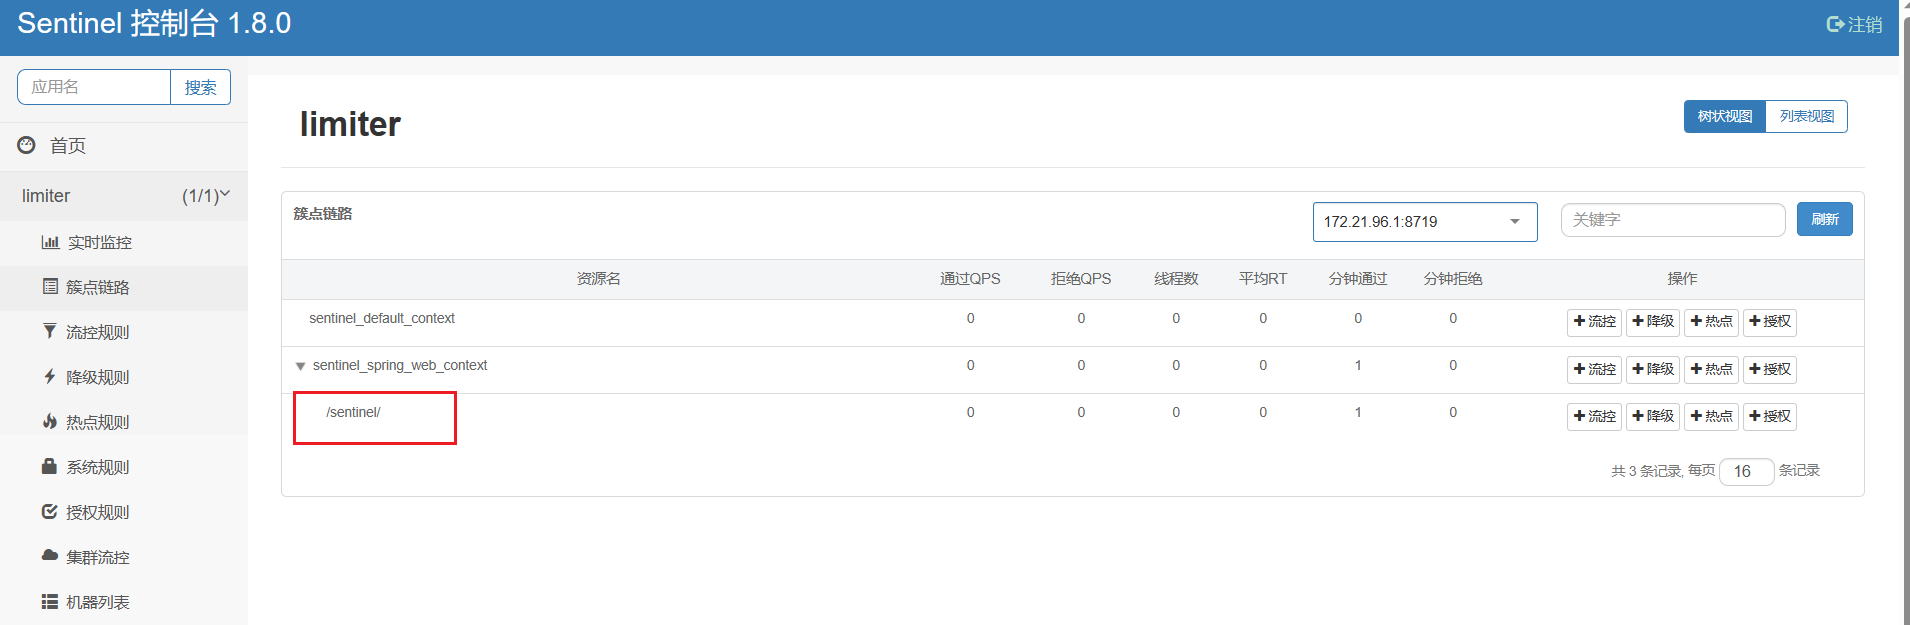 Sentinel 控制台 1.8.0
注销
应用名 搜索
首页
limiter (1/1)
实时监控
簇点链路
流控规则
降级规则
热点规则
系统规则
授权规则
集群流控
机器列表
limiter
树状视图 列表视图
簇点链路 172.21.96.1:8719 关键字 刷新
资源名 通过QPS 拒绝QPS 线程数 平均RT 分钟通过 分钟拒绝 操作
sentinel_default_context 0 0 0 0 0 0 流控 降级 热点 授权
sentinel_spring_web_context 0 0 0 0 1 0 流控 降级 热点 授权
/sentinel/ 0 0 0 0 1 0 流控 降级 热点 授权
共 3 条记录, 每页 16 条记录